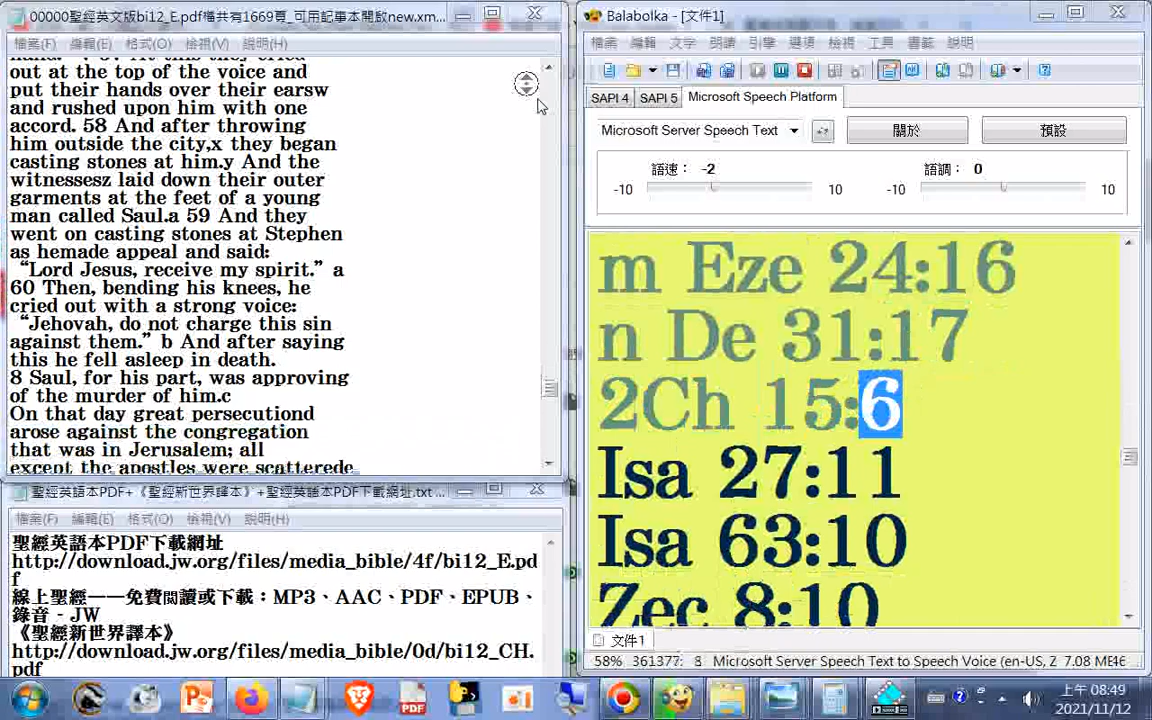 00000聖經英文版bi12_E.pdf檔共有1669頁_可用記事本開啟new.xm...
檔案(F) 編輯(E) 格式(O) 檢視(V) 說明(H)
out at the top of the voice and
put their hands over their earsw
and rushed upon him with one
accord. 58 And after throwing
him outside the city,x they began
casting stones at him.y And the
witnessesz laid down their outer
garments at the feet of a young
man called Saul.a 59 And they
went on casting stones at Stephen
as hemade appeal and said:
“Lord Jesus, receive my spirit.” a
60 Then, bending his knees, he
cried out with a strong voice:
“Jehovah, do not charge this sin
against them.” b And after saying
this he fell asleep in death.
8 Saul, for his part, was approving
of the murder of him.c
On that day great persecutiond
arose against the congregation
that was in Jerusalem; all
except the apostles were scatterede
聖經英語本PDF+《聖經新世界譯本》+聖經英語本PDF下載網址.txt ...
檔案(F) 編輯(E) 格式(O) 檢視(V) 說明(H)
聖經英語本PDF下載網址
http://download.jw.org/files/media_bible/4f/bi12_E.pd
f
線上聖經——免費閱讀或下載：MP3、AAC、PDF、EPUB、
錄音 - JW
《聖經新世界譯本》
http://download.jw.org/files/media_bible/0d/bi12_CH.
pdf
Balabolka - [文件1]
檔案 編輯 文字 朗讀 引擎 選項 檢視 工具 書籤 說明
SAPI 4 SAPI 5 Microsoft Speech Platform
Microsoft Server Speech Text 關於 預設
語速： -2 語調： 0
-10 10 -10 10
m Eze 24:16
n De 31:17
2Ch 15:6
Isa 27:11
Isa 63:10
Zec 8:10
文件1
58% 361377: 8 Microsoft Server Speech Text to Speech Voice (en-US, Z 7.08 ME46
上午 08:49
2021/11/12